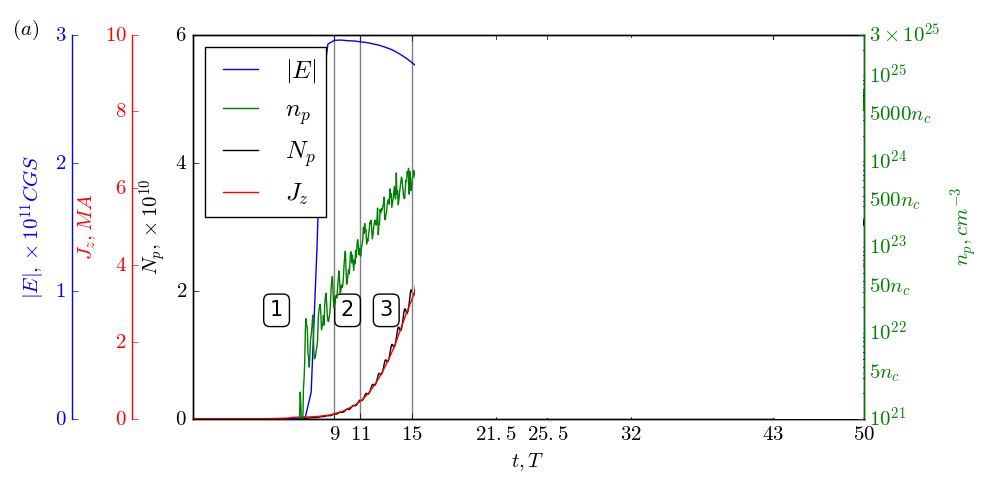 (a)
3
2
1
0
|E|, ×10¹¹CGS
10
8
6
4
2
0
J_z, MA
6
4
2
0
N_p, ×10¹⁰
|E|
n_p
N_p
J_z
1
2
3
9 11 15 21.5 25.5 32 43 50
t, T
3 × 10²⁵
10²⁵
5000n_c
10²⁴
500n_c
10²³
50n_c
10²²
5n_c
10²¹
n_p, cm⁻³